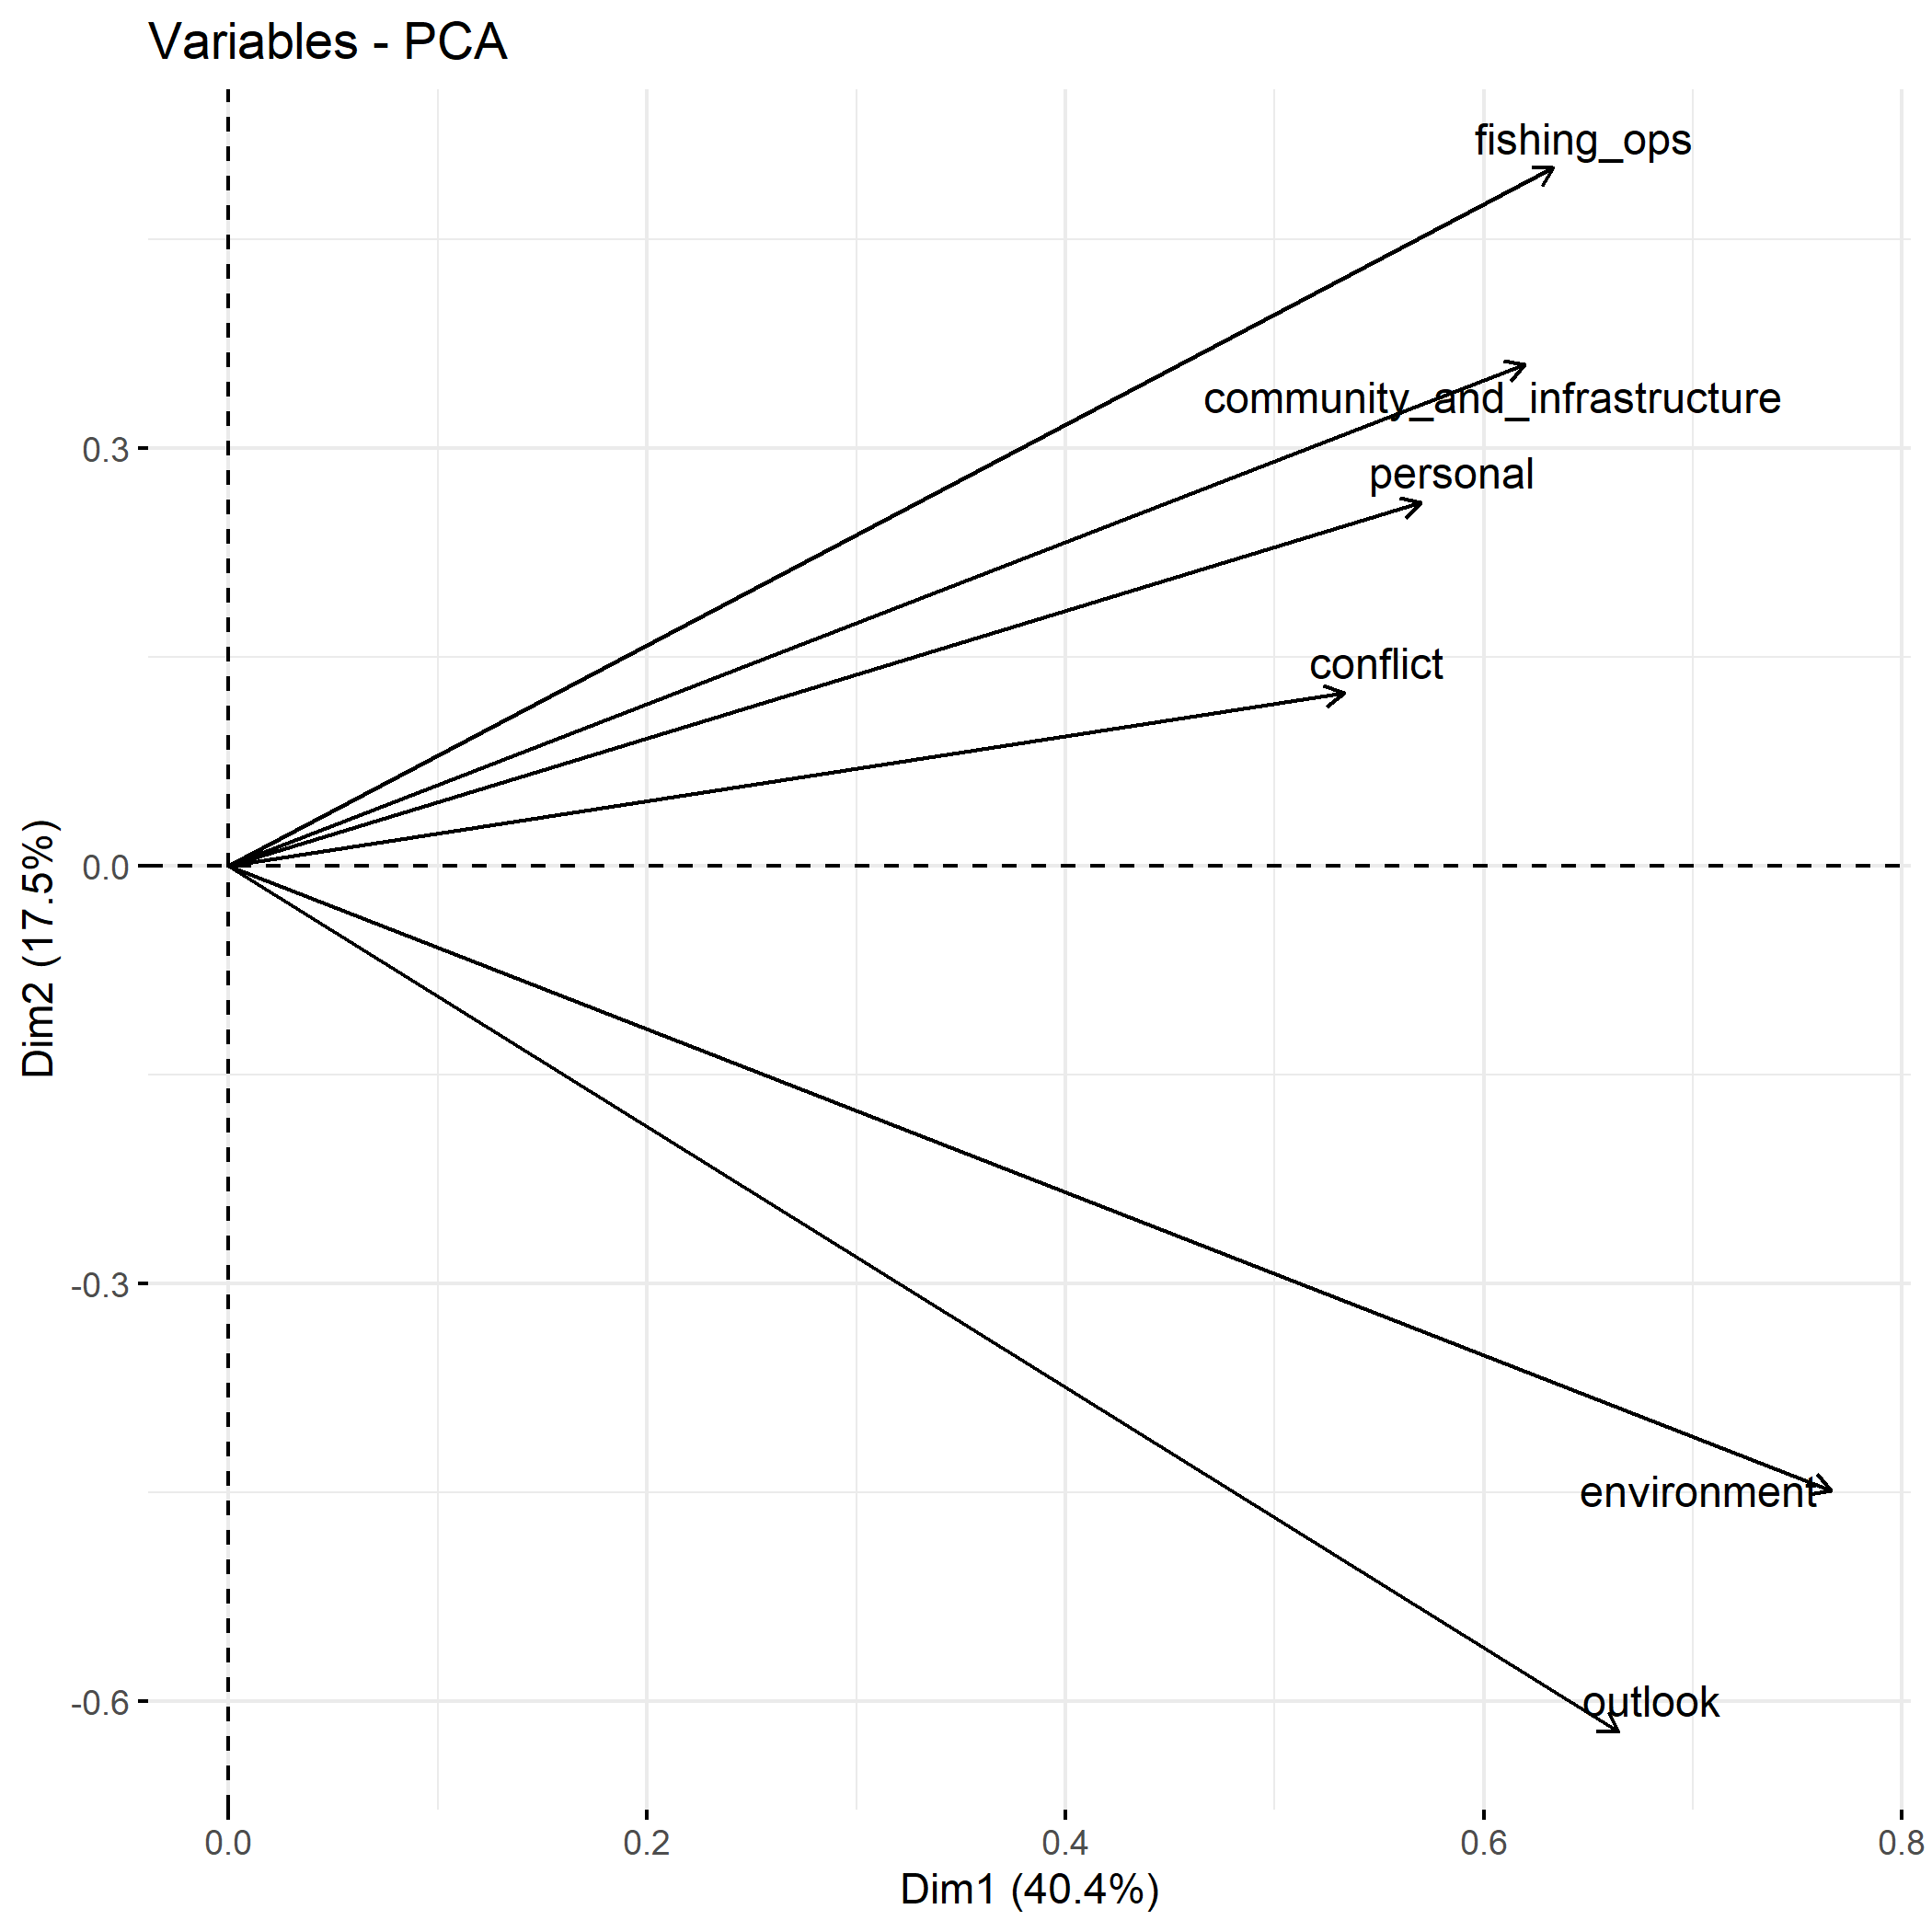 Variables - PCA
fishing_ops
community_and_infrastructure
personal
conflict
environment
outlook
0.3
0.0
-0.3
-0.6
Dim2 (17.5%)
0.0 0.2 0.4 0.6 0.8
Dim1 (40.4%)